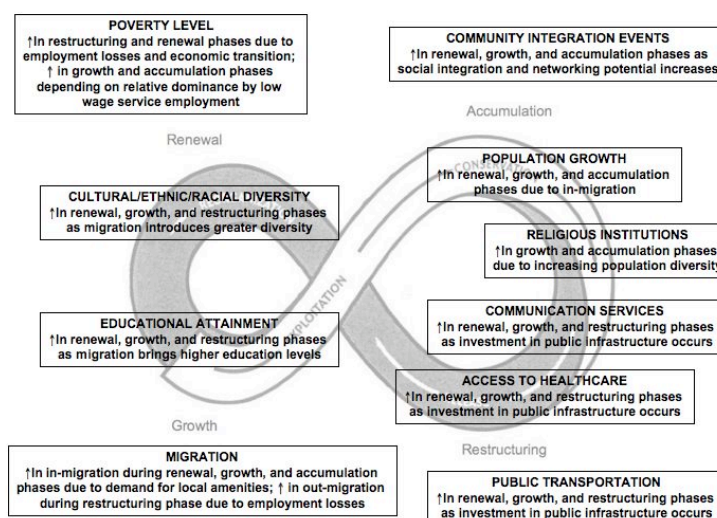 POVERTY LEVEL
↑In restructuring and renewal phases due to
employment losses and economic transition;
↑ in growth and accumulation phases
depending on relative dominance by low
wage service employment
COMMUNITY INTEGRATION EVENTS
↑In renewal, growth, and accumulation phases as
social integration and networking potential increases
Accumulation
Renewal
CONSERVATION
POPULATION GROWTH
↑In renewal, growth, and accumulation
phases due to in-migration
CULTURAL/ETHNIC/RACIAL DIVERSITY
↑In renewal, growth, and restructuring phases
as migration introduces greater diversity
RELIGIOUS INSTITUTIONS
↑In growth and accumulation phases
due to increasing population diversity
EXPLOITATION
COMMUNICATION SERVICES
↑In renewal, growth, and restructuring phases
as investment in public infrastructure occurs
EDUCATIONAL ATTAINMENT
↑In renewal, growth, and restructuring phases
as migration brings higher education levels
ACCESS TO HEALTHCARE
↑In renewal, growth, and restructuring phases
as investment in public infrastructure occurs
Growth
Restructuring
MIGRATION
↑In in-migration during renewal, growth, and accumulation
phases due to demand for local amenities; ↑ in out-migration
during restructuring phase due to employment losses
PUBLIC TRANSPORTATION
↑In renewal, growth, and restructuring phases
as investment in public infrastructure occurs